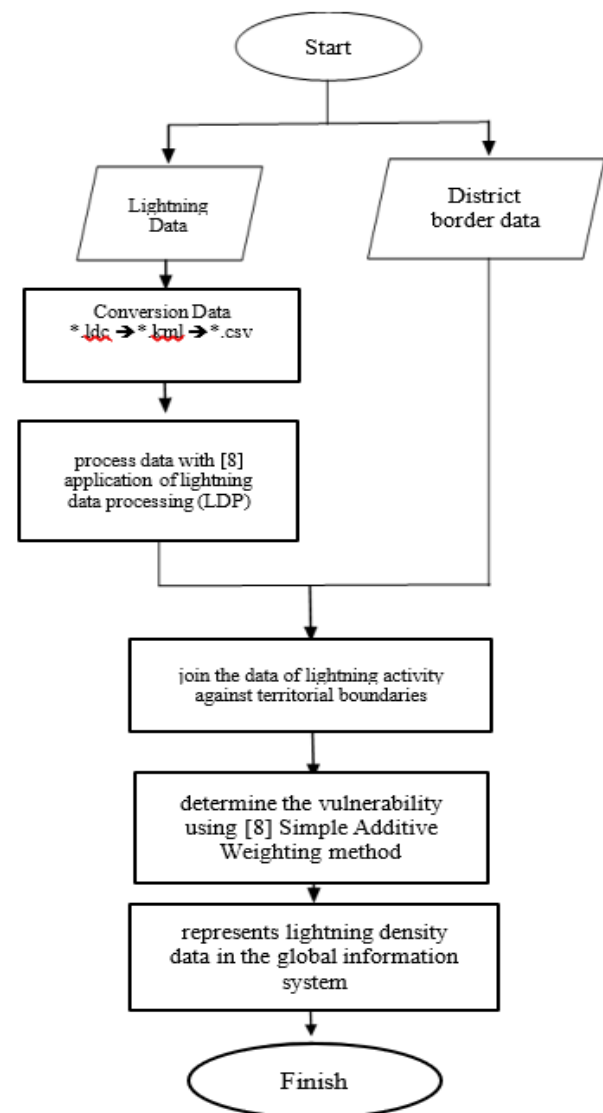 Start
Lightning
Data
District
border data
Conversion Data
*.ldc ➔ *.kml ➔ *.csv
process data with [8]
application of lightning
data processing (LDP)
join the data of lightning activity
against territorial boundaries
determine the vulnerability
using [8] Simple Additive
Weighting method
represents lightning density
data in the global information
system
Finish